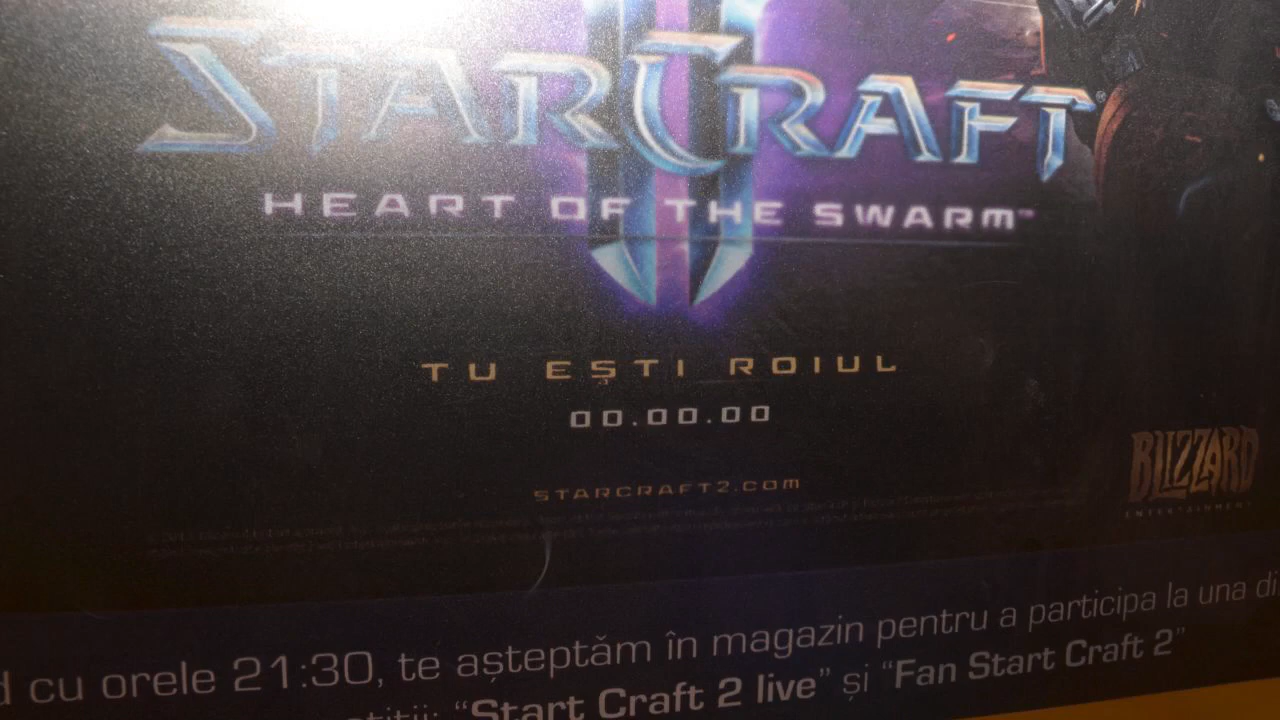 STARCRAFT®
II
HEART OF THE SWARM™
TU EȘTI ROIUL
00.00.00
STARCRAFT2.COM
BLIZZARD
ENTERTAINMENT
cu orele 21:30, te așteptăm în magazin pentru a participa la una
"Start Craft 2 live" și "Fan Start Craft 2"